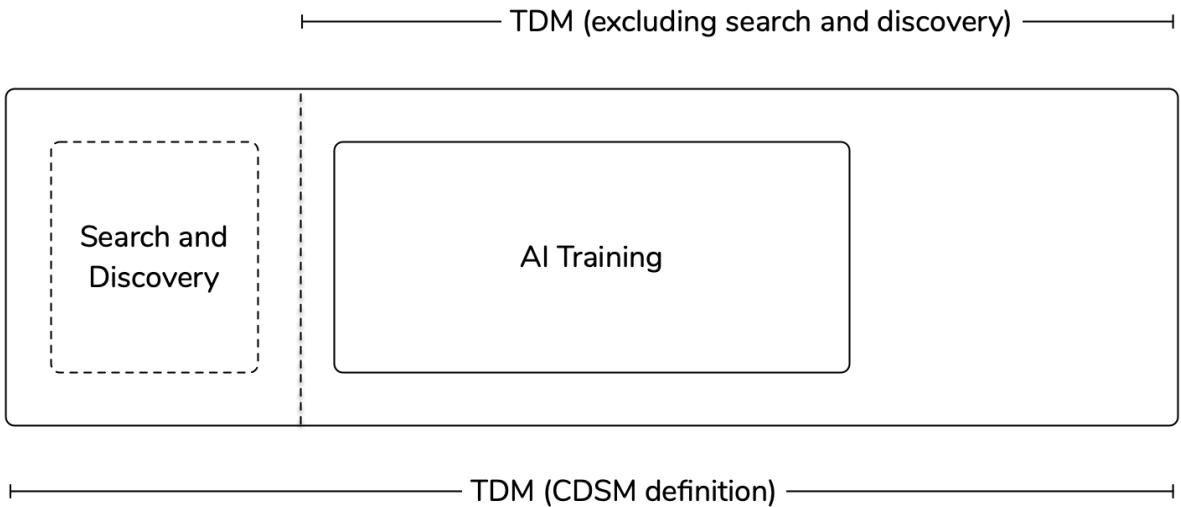 TDM (excluding search and discovery)
Search and
Discovery
AI Training
TDM (CDSM definition)